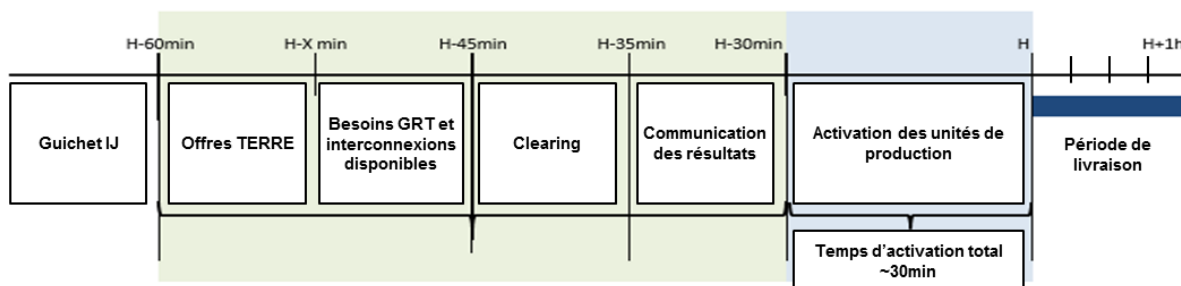 H-60min
H-X min
H-45min
H-35min
H-30min
H
H+1h
Guichet IJ
Offres TERRE
Besoins GRT et
interconnexions
disponibles
Clearing
Communication
des résultats
Activation des unités de
production
Période de
livraison
Temps d’activation total
~30min